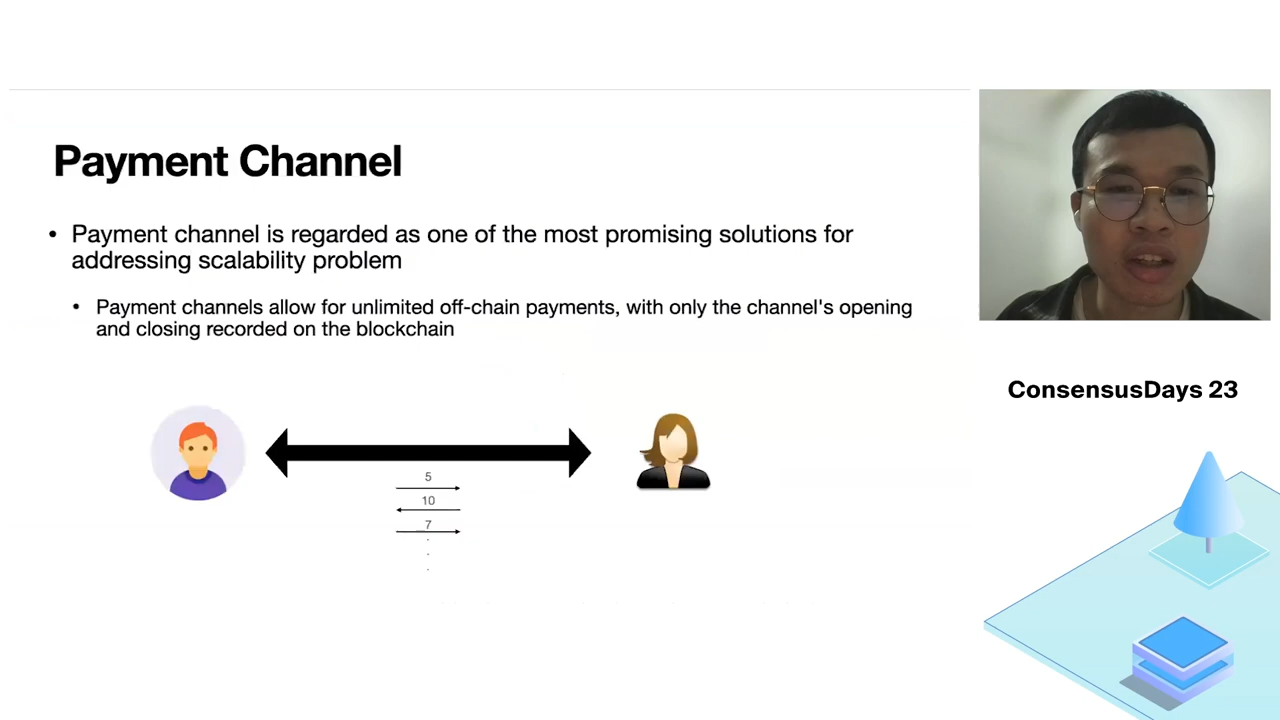 Payment Channel
• Payment channel is regarded as one of the most promising solutions for
addressing scalability problem
• Payment channels allow for unlimited off-chain payments, with only the channel's opening
and closing recorded on the blockchain
5
10
7
.
.
.
ConsensusDays 23